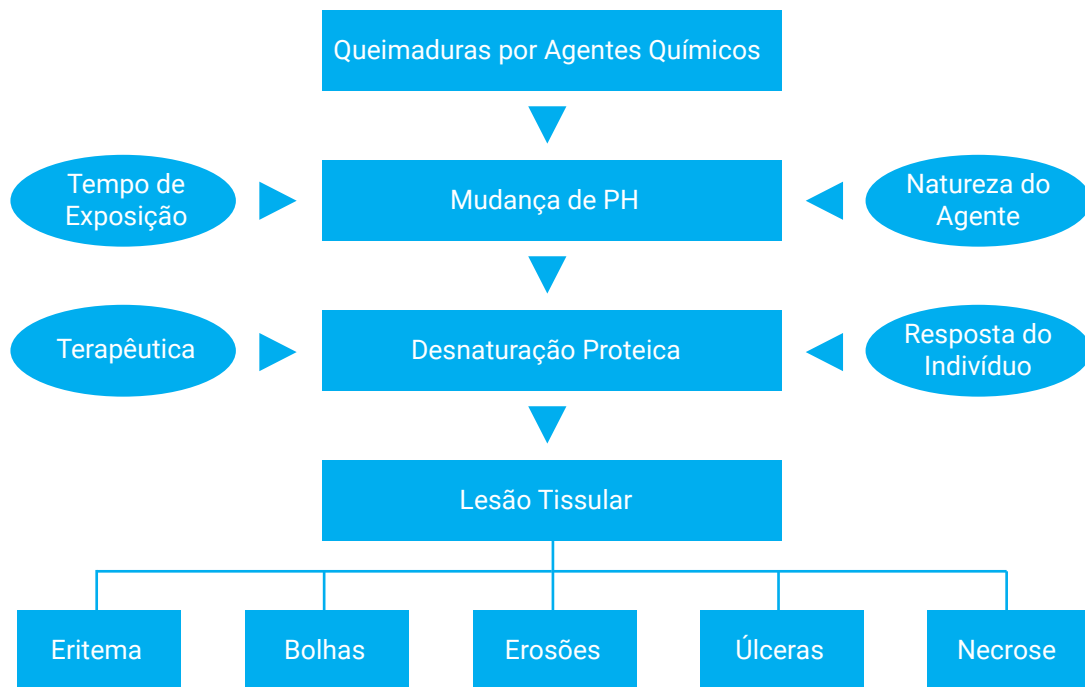 Queimaduras por Agentes Químicos
Tempo de
Exposição
Mudança de PH
Natureza do
Agente
Terapêutica
Desnaturação Proteica
Resposta do
Indivíduo
Lesão Tissular
Eritema
Bolhas
Erosões
Úlceras
Necrose